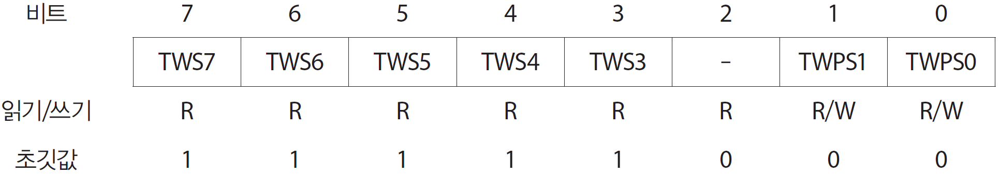 비트 7 6 5 4 3 2 1 0
TWS7 TWS6 TWS5 TWS4 TWS3 – TWPS1 TWPS0
읽기/쓰기 R R R R R R R/W R/W
초깃값 1 1 1 1 1 0 0 0